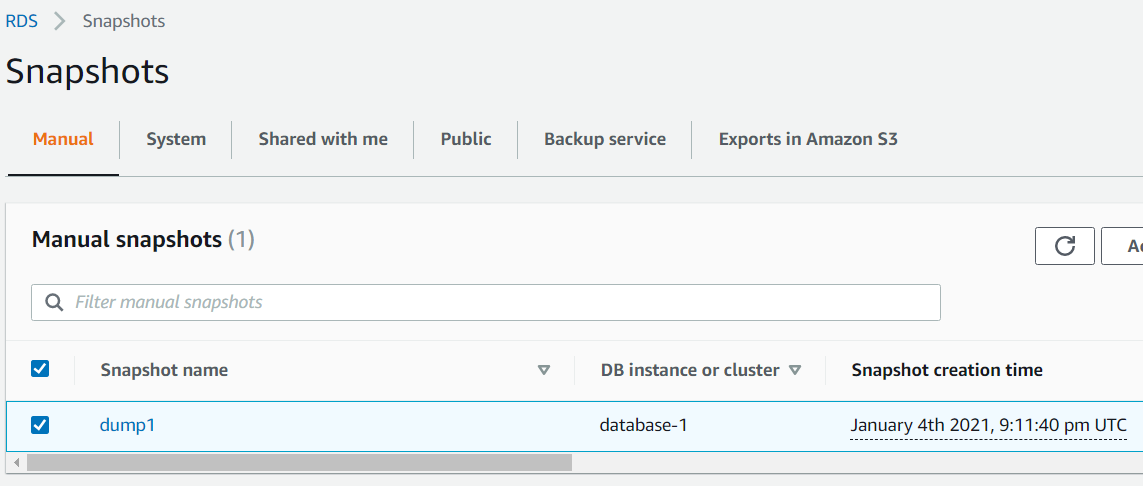 RDS > Snapshots
Snapshots
Manual System Shared with me Public Backup service Exports in Amazon S3
Manual snapshots (1)
Filter manual snapshots
Snapshot name DB instance or cluster Snapshot creation time
dump1 database-1 January 4th 2021, 9:11:40 pm UTC